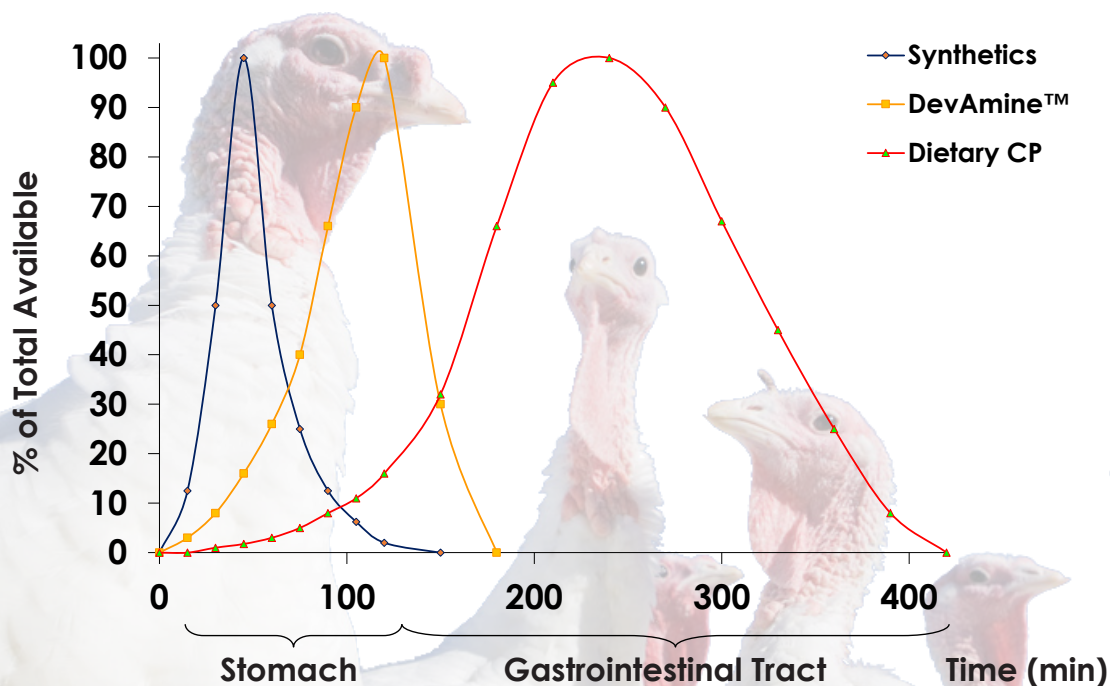 % of Total Available
100
90
80
70
60
50
40
30
20
10
0
Synthetics
DevAmine™
Dietary CP
0 100 200 300 400
Stomach Gastrointestinal Tract Time (min)